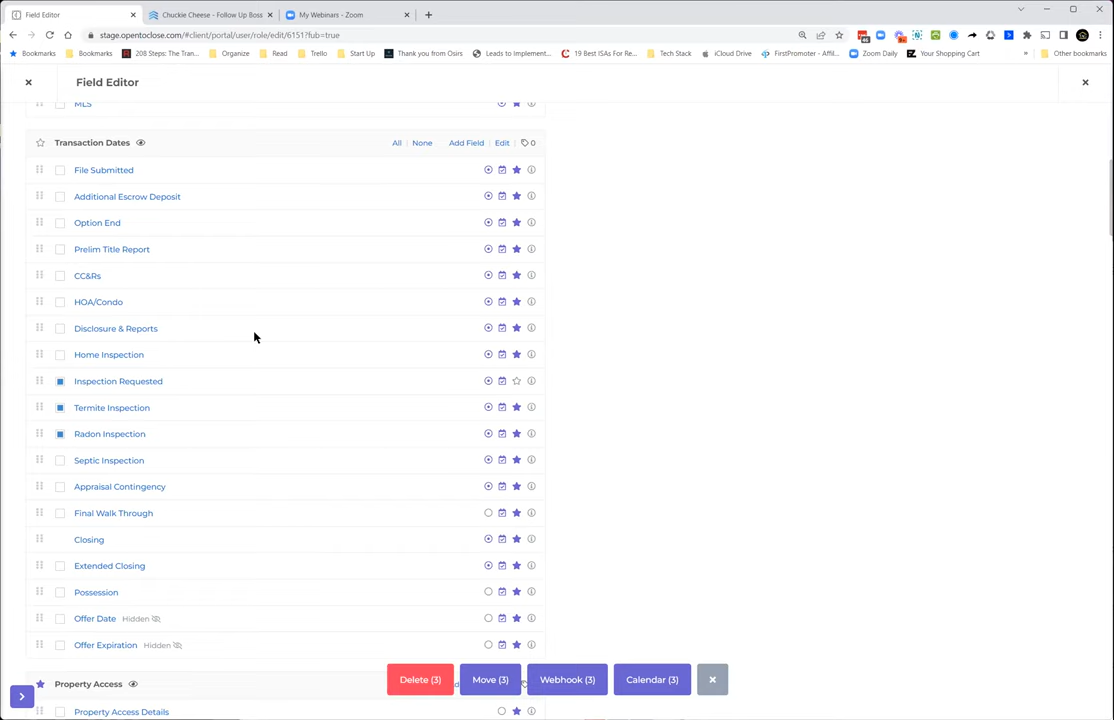 Field Editor
Chuckie Cheese - Follow Up Boss
My Webinars - Zoom
stage.opentoclose.com/#client/portal/user/role/edit/6151?fub=true
Bookmarks
Bookmarks
208 Steps: The Tran...
Organize
Read
Trello
Start Up
Thank you from Osirs
Leads to Implement...
19 Best ISAs For Re...
Tech Stack
iCloud Drive
FirstPromoter - Affil...
Zoom Daily
Your Shopping Cart
Other bookmarks
Field Editor
MLS
Transaction Dates
All | None Add Field | Edit | 0
File Submitted
Additional Escrow Deposit
Option End
Prelim Title Report
CC&Rs
HOA/Condo
Disclosure & Reports
Home Inspection
Inspection Requested
Termite Inspection
Radon Inspection
Septic Inspection
Appraisal Contingency
Final Walk Through
Closing
Extended Closing
Possession
Offer Date Hidden
Offer Expiration Hidden
Delete (3) Move (3) Webhook (3) Calendar (3)
Property Access
Property Access Details